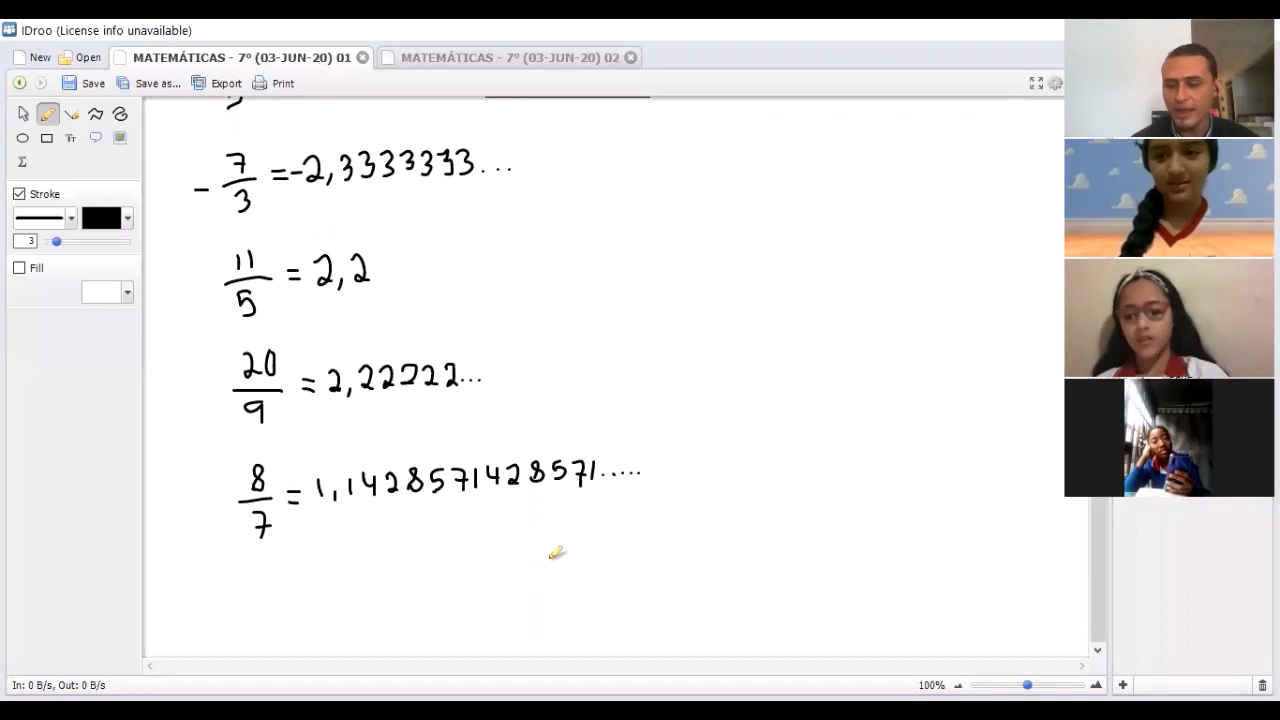 IDroo (License info unavailable)
New Open MATEMÁTICAS - 7º (03-JUN-20) 01 MATEMÁTICAS - 7º (03-JUN-20) 02
Save Save as... Export Print
Tᴛ
Σ
Stroke
3
Fill
- 7/3 = -2,3333333...
11/5 = 2,2
20/9 = 2,22222...
8/7 = 1,1428571428571.....
In: 0 B/s, Out: 0 B/s 100%